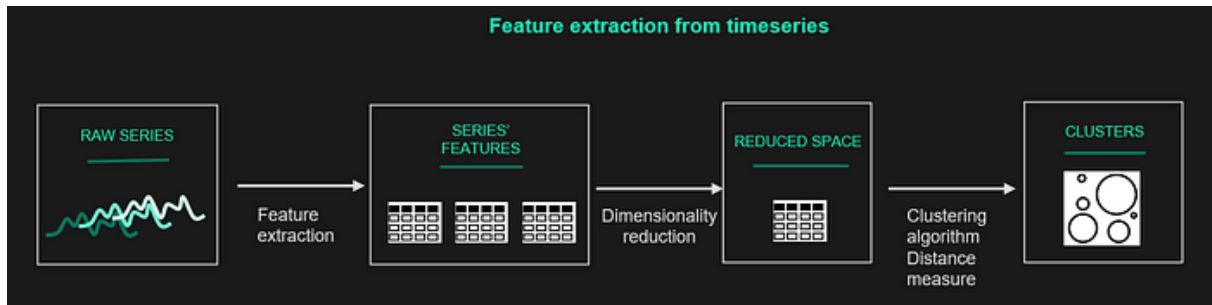 Feature extraction from timeseries
RAW SERIES
Feature
extraction
SERIES'
FEATURES
Dimensionality
reduction
REDUCED SPACE
Clustering
algorithm
Distance
measure
CLUSTERS